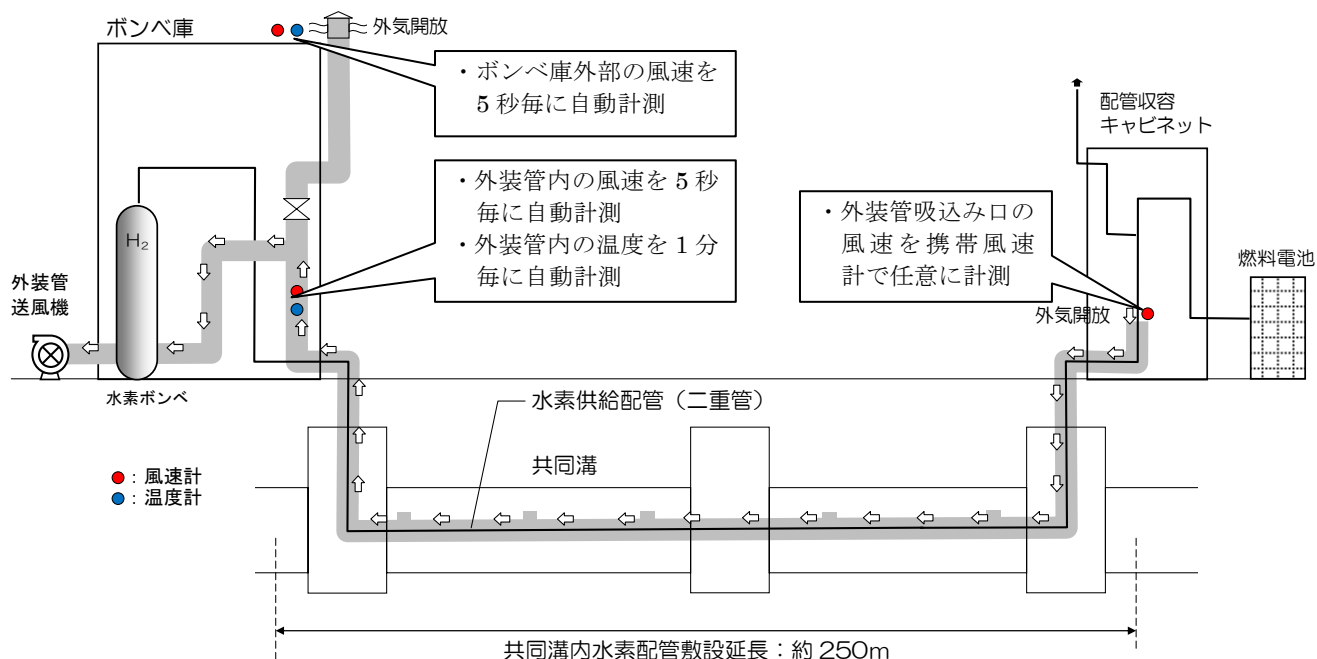 ボンベ庫
外気開放
・ボンベ庫外部の風速を
5秒毎に自動計測
配管収容
キャビネット
・外装管内の風速を5秒
毎に自動計測
・外装管内の温度を1分
毎に自動計測
・外装管吸込み口の
風速を携帯風速
計で任意に計測
H₂
外装管
送風機
燃料電池
外気開放
水素ボンベ
水素供給配管（二重管）
共同溝
：風速計
：温度計
共同溝内水素配管敷設延長：約250m